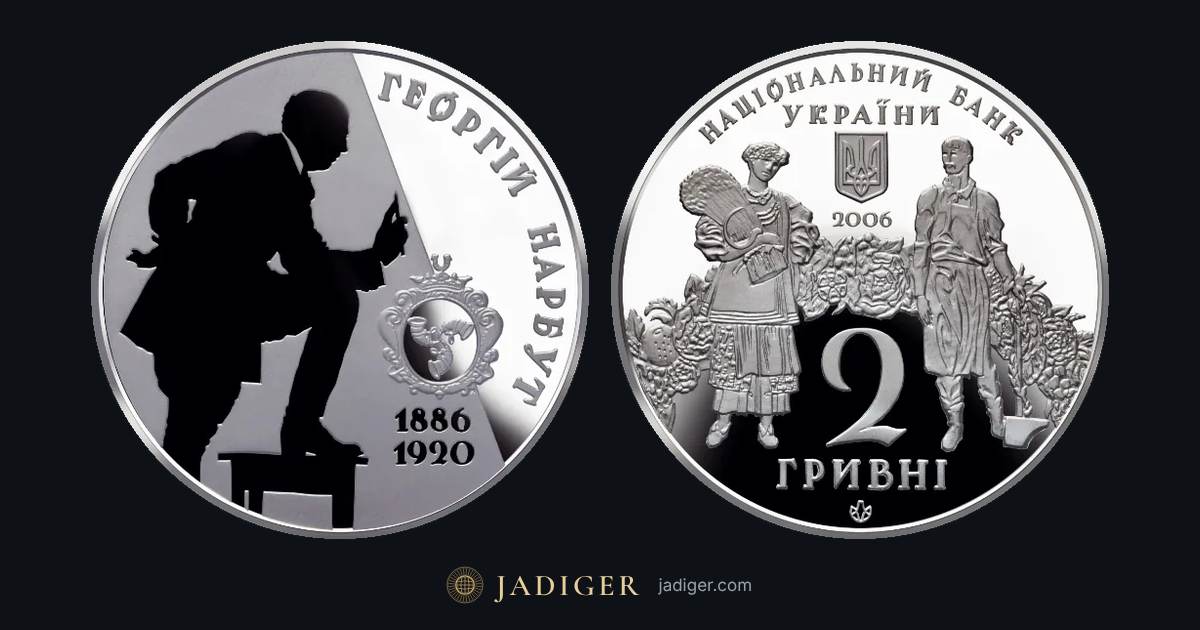 ГЕОРГІЙ НАРБУТ
1886
1920
НАЦІОНАЛЬНИЙ БАНК
УКРАЇНИ
2006
2
ГРИВНІ
JADIGER jadiger.com